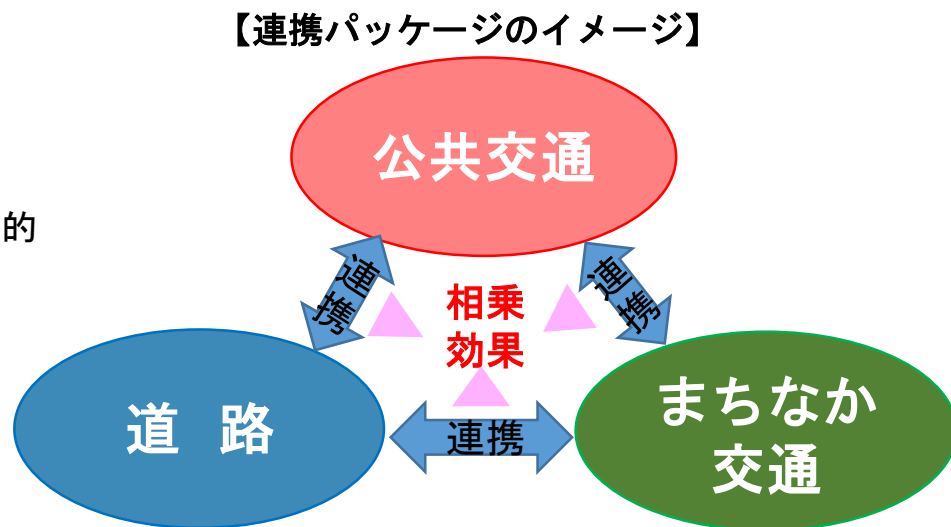 【連携パッケージのイメージ】
公共交通
的
連携
連携
相乗
効果
道 路
連携
まちなか
交通